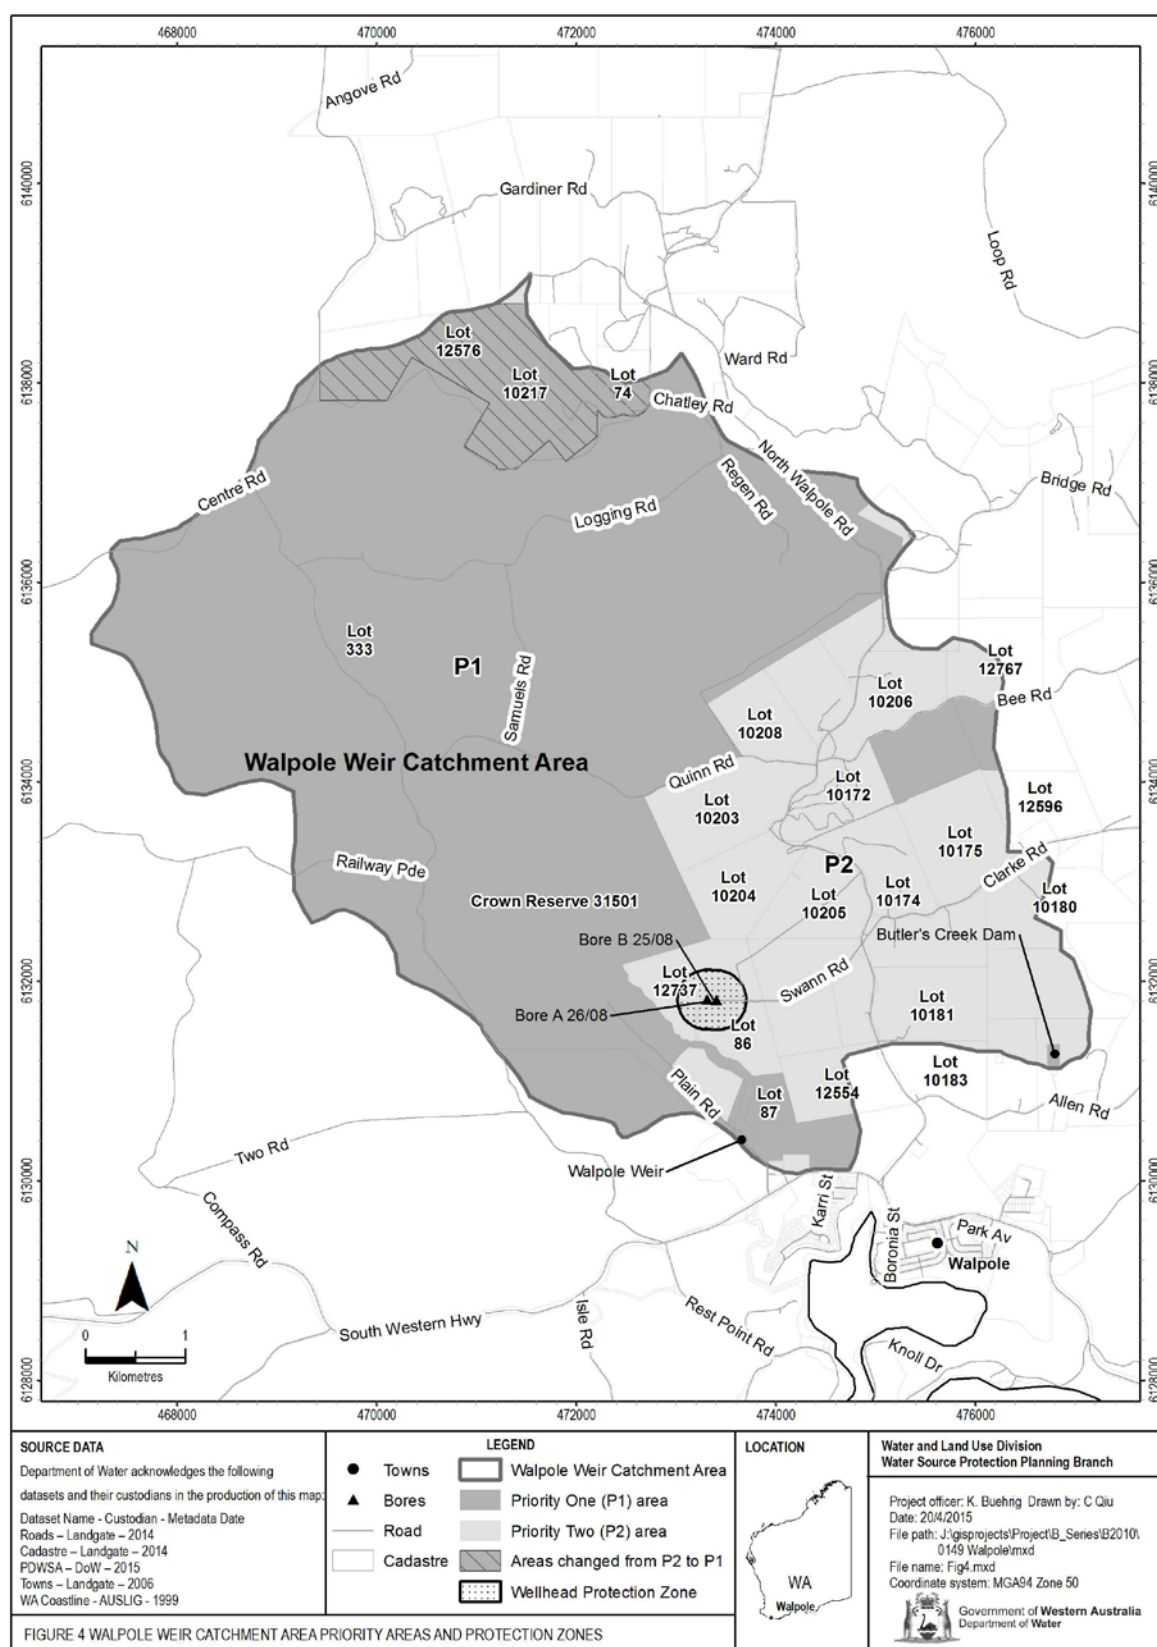 468000 470000 472000 474000 476000
6140000
6138000
6136000
6134000
6132000
6130000
6128000
6140000
6138000
6136000
6134000
6132000
6130000
6128000
Angove Rd
Gardiner Rd
Loop Rd
Lot
12576
Lot
10217
Lot
74
Ward Rd
Chatley Rd
North Walpole Rd
Regen Rd
Bridge Rd
Centre Rd
Logging Rd
Lot
333
P1
Samuels Rd
Lot
12767
Bee Rd
Lot
10206
Lot
10208
Walpole Weir Catchment Area
Quinn Rd
Lot
10172
Lot
12596
Lot
10203
Lot
10175
P2
Clarke Rd
Railway Pde
Lot
10204
Lot
10205
Lot
10174
Lot
10180
Crown Reserve 31501
Butler's Creek Dam
Bore B 25/08
Lot
12737
Swann Rd
Bore A 26/08
Lot
86
Lot
10181
Lot
10183
Lot
12554
Plain Rd
Lot
87
Allen Rd
Two Rd
Walpole Weir
Karri St
Boronia St
Park Av
Walpole
Compass Rd
N
0 1
Kilometres
South Western Hwy
Isle Rd
Rest Point Rd
Knoll Dr
468000 470000 472000 474000 476000
SOURCE DATA
Department of Water acknowledges the following
datasets and their custodians in the production of this map:
Dataset Name - Custodian - Metadata Date
Roads – Landgate – 2014
Cadastre – Landgate – 2014
PDWSA – DoW – 2015
Towns – Landgate – 2006
WA Coastline - AUSLIG - 1999
LEGEND
Towns
Bores
Road
Cadastre
Walpole Weir Catchment Area
Priority One (P1) area
Priority Two (P2) area
Areas changed from P2 to P1
Wellhead Protection Zone
LOCATION
WA
Walpole
Water and Land Use Division
Water Source Protection Planning Branch
Project officer: K. Buehrig Drawn by: C Qiu
Date: 20/4/2015
File path: J:\gisprojects\Project\B_Series\B2010\
0149 Walpole\mxd
File name: Fig4.mxd
Coordinate system: MGA94 Zone 50
Government of Western Australia
Department of Water
FIGURE 4 WALPOLE WEIR CATCHMENT AREA PRIORITY AREAS AND PROTECTION ZONES